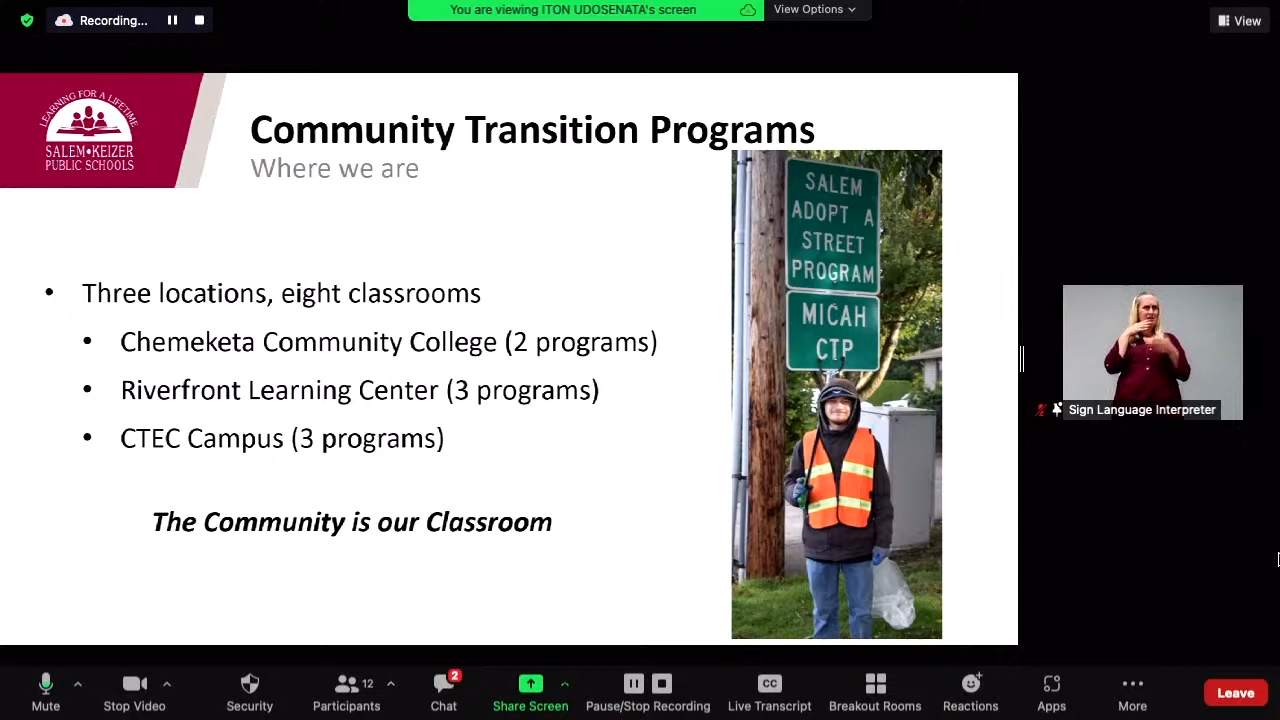 Recording...
You are viewing ITON UDOSENATA's screen
View Options
View
LEARNING FOR A LIFETIME
SALEM•KEIZER
PUBLIC SCHOOLS
Community Transition Programs
Where we are
SALEM
ADOPT A
STREET
PROGRAM
MICAH
CTP
• Three locations, eight classrooms
• Chemeketa Community College (2 programs)
• Riverfront Learning Center (3 programs)
• CTEC Campus (3 programs)
The Community is our Classroom
Sign Language Interpreter
Mute
Stop Video
Security
12
Participants
2
Chat
Share Screen
Pause/Stop Recording
CC
Live Transcript
Breakout Rooms
Reactions
Apps
More
Leave